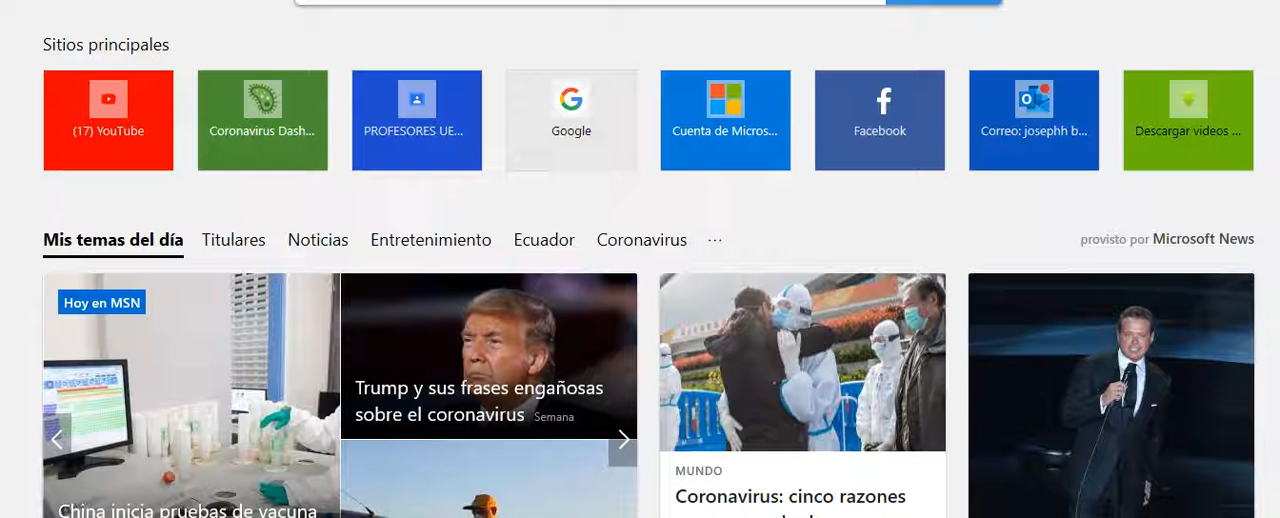 Sitios principales
(17) YouTube
Coronavirus Dash...
PROFESORES UE...
Google
Cuenta de Micros...
Facebook
Correo: josephh b...
Descargar videos ...
Mis temas del día
Titulares
Noticias
Entretenimiento
Ecuador
Coronavirus
...
provisto por Microsoft News
Hoy en MSN
China inicia pruebas de vacuna
Trump y sus frases engañosas
sobre el coronavirus Semana
MUNDO
Coronavirus: cinco razones